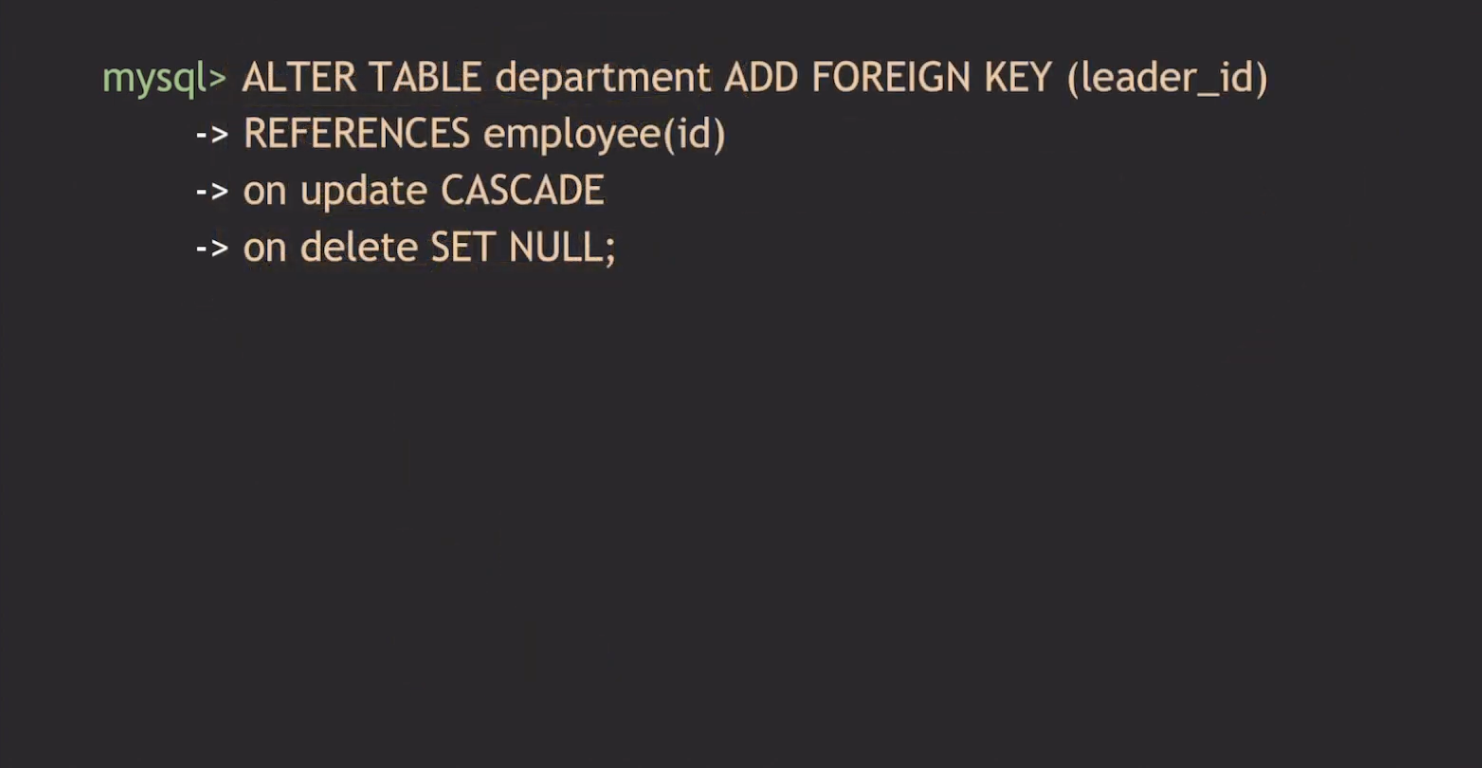 mysql> ALTER TABLE department ADD FOREIGN KEY (leader_id)
-> REFERENCES employee(id)
-> on update CASCADE
-> on delete SET NULL;